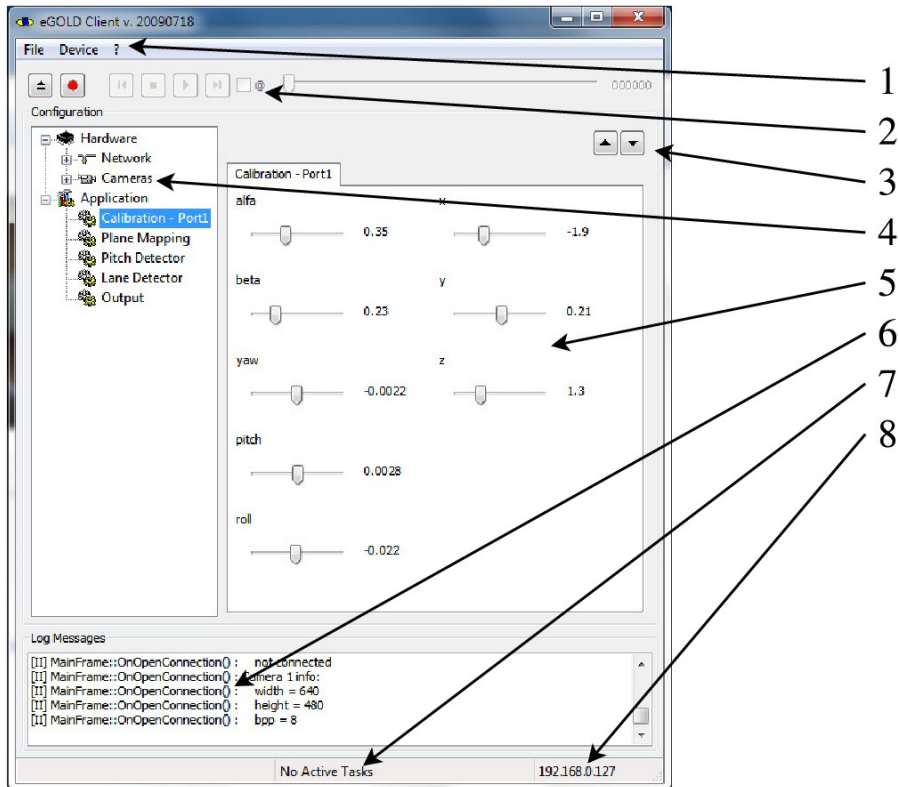 eGOLD Client v. 20090718
File Device ?
@ 000000
Configuration
Hardware
Network
Cameras
Application
Calibration - Port1
Plane Mapping
Pitch Detector
Lane Detector
Output
Calibration - Port1
alfa x
0.35 -1.9
beta y
0.23 0.21
yaw z
-0.0022 1.3
pitch
0.0028
roll
-0.022
Log Messages
[II] MainFrame::OnOpenConnection() : not connected
[II] MainFrame::OnOpenConnection() : Camera 1 info:
[II] MainFrame::OnOpenConnection() : width = 640
[II] MainFrame::OnOpenConnection() : height = 480
[II] MainFrame::OnOpenConnection() : bpp = 8
No Active Tasks 192.168.0.127
1
2
3
4
5
6
7
8